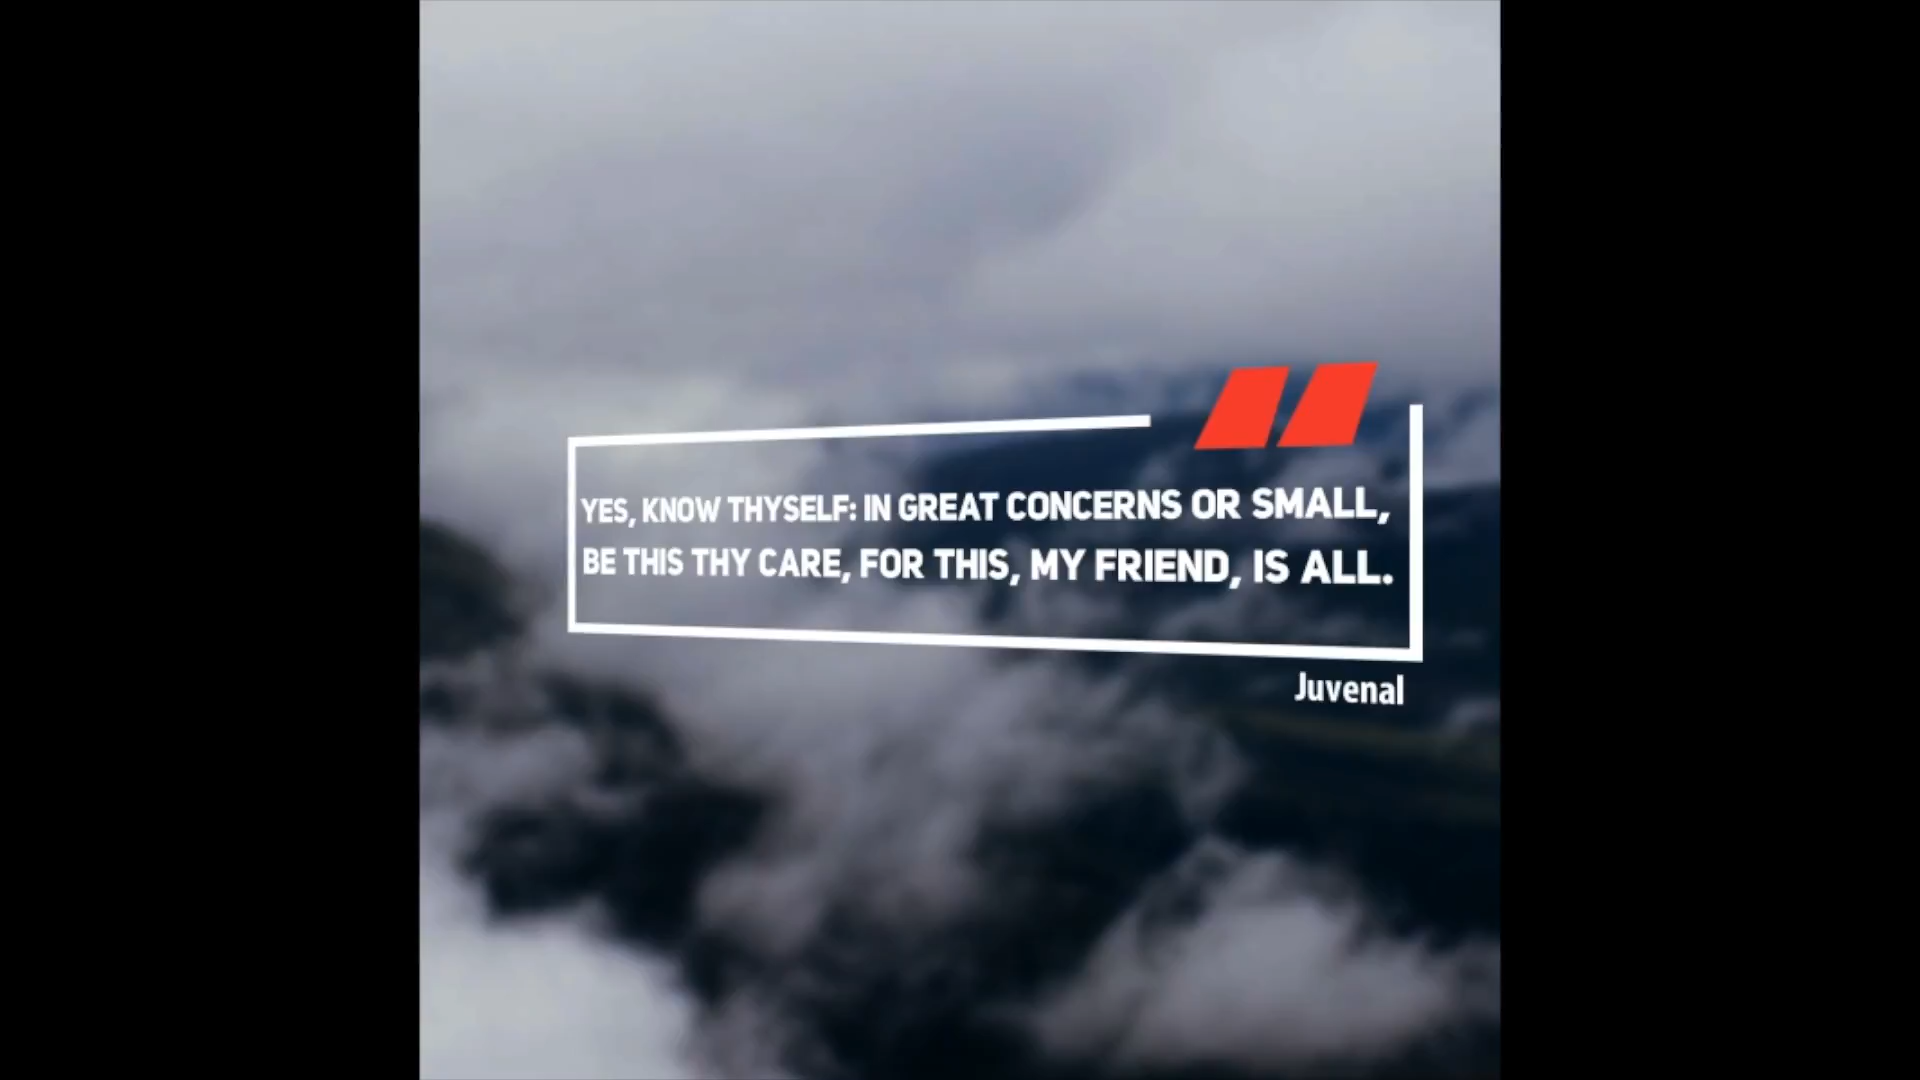 YES, KNOW THYSELF: IN GREAT CONCERNS OR SMALL,
BE THIS THY CARE, FOR THIS, MY FRIEND, IS ALL.
Juvenal